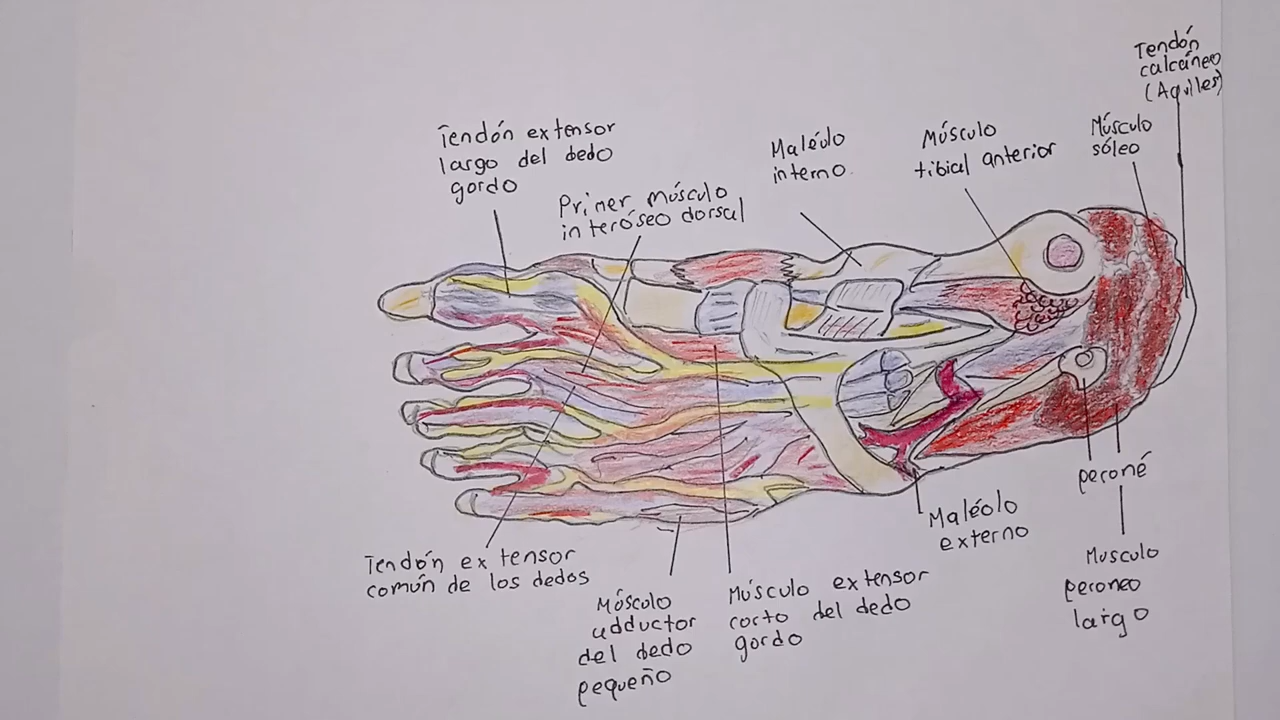 Tendón
calcáneo
(Aquiles)
Tendón extensor
largo del dedo
gordo
Primer músculo
interóseo dorsal
Maléolo
interno
Músculo
tibial anterior
Músculo
sóleo
peroné
Maléolo
externo
Musculo
peroneo
largo
Tendón extensor
común de los dedos
Músculo
adductor
del dedo
pequeño
Músculo extensor
corto del dedo
gordo